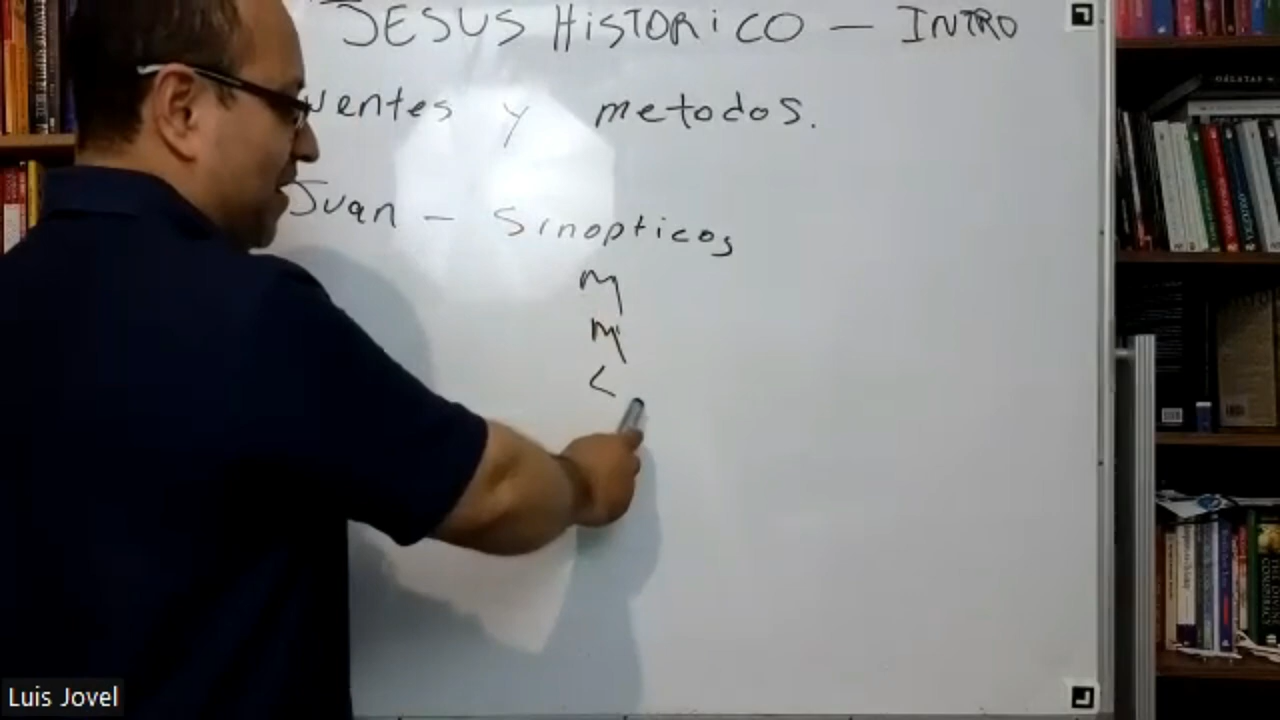 JESUS HISTORICO — INTRO
uentes y metodos.
Juan — Sinopticos
M
M
L
Luis Jovel